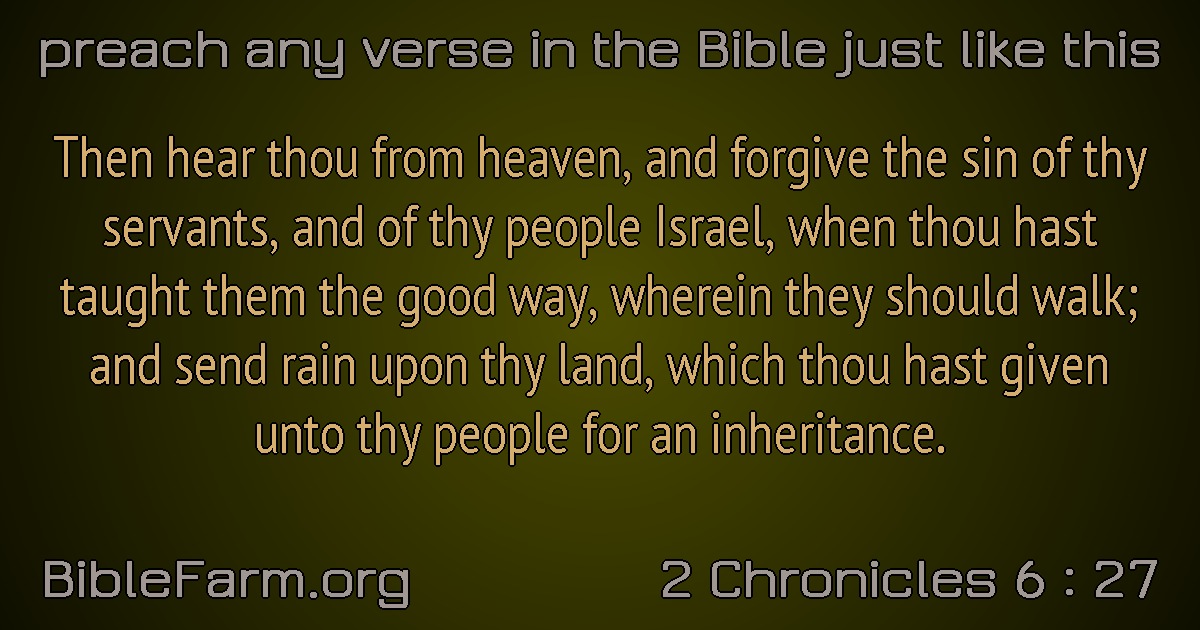 preach any verse in the Bible just like this
Then hear thou from heaven, and forgive the sin of thy
servants, and of thy people Israel, when thou hast
taught them the good way, wherein they should walk;
and send rain upon thy land, which thou hast given
unto thy people for an inheritance.
BibleFarm.org
2 Chronicles 6 : 27